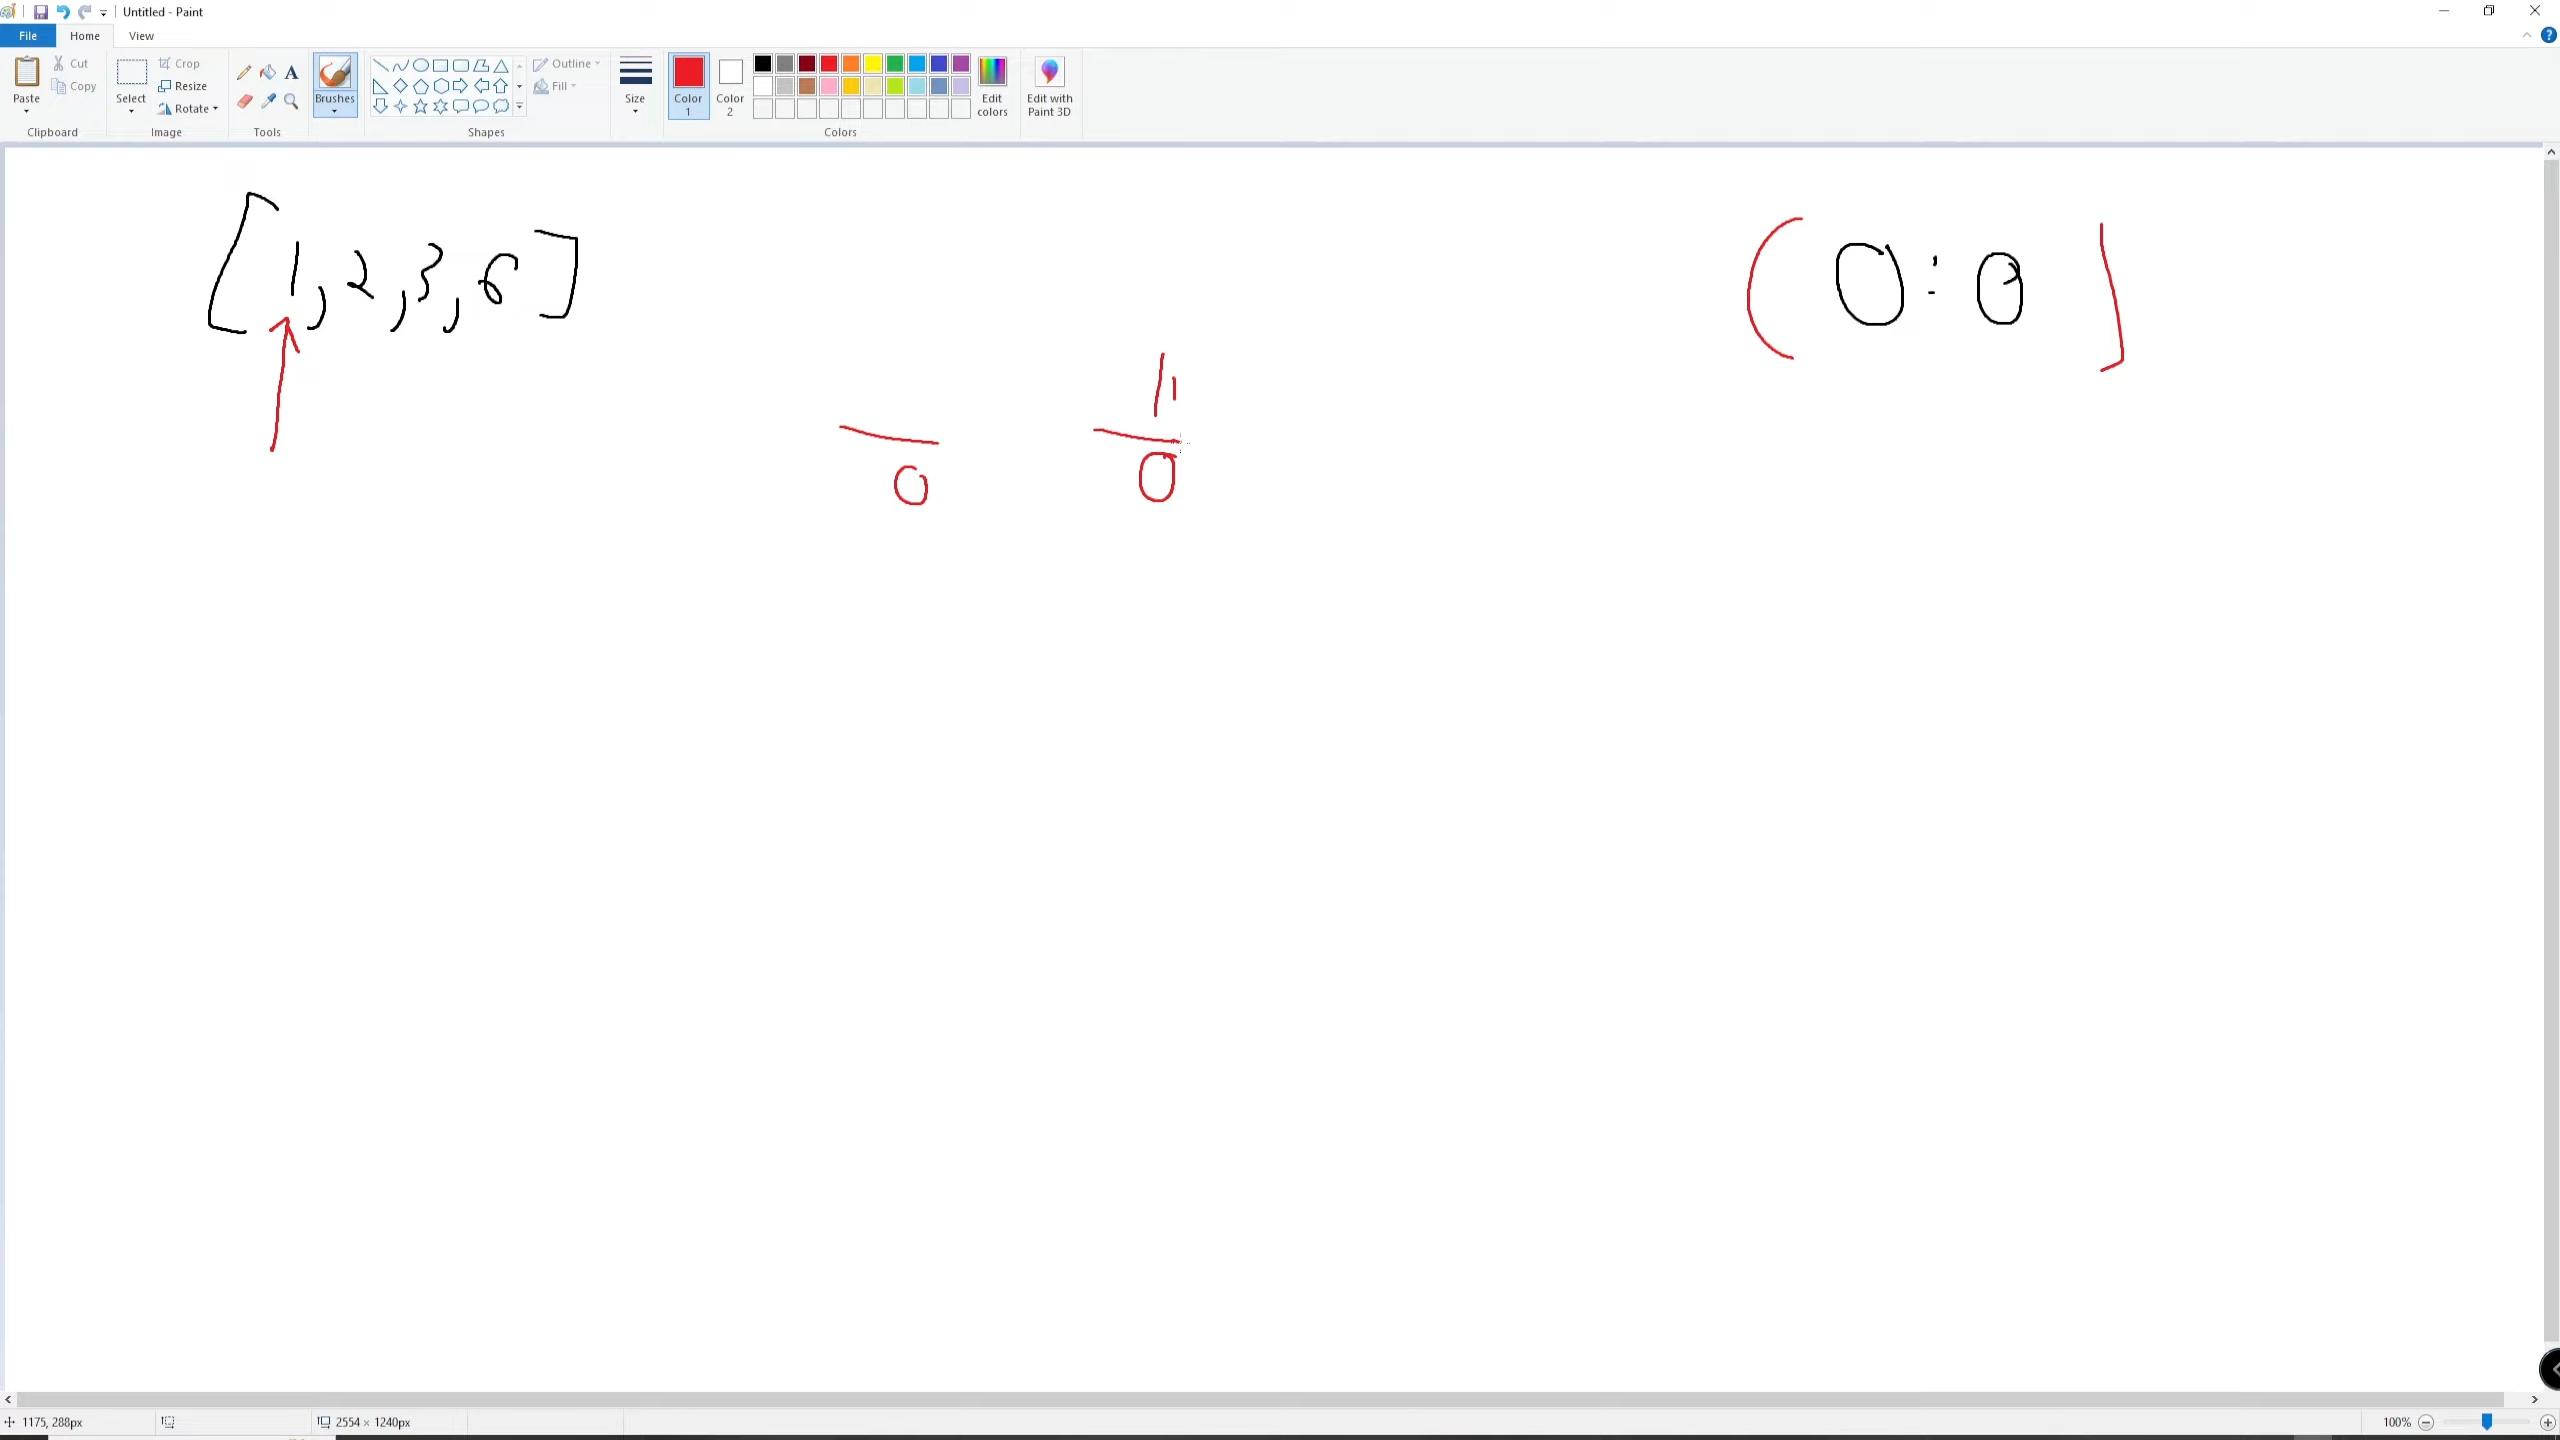 Untitled - Paint
File Home View
Paste Cut Copy Clipboard
Select Crop Resize Rotate Image
Tools
Brushes
Shapes Outline Fill
Size
Color 1 Color 2 Edit colors Colors
Edit with Paint 3D
[1,2,3,6]
( 0:0 )
0
0
1175, 288px
2554 × 1240px
100%